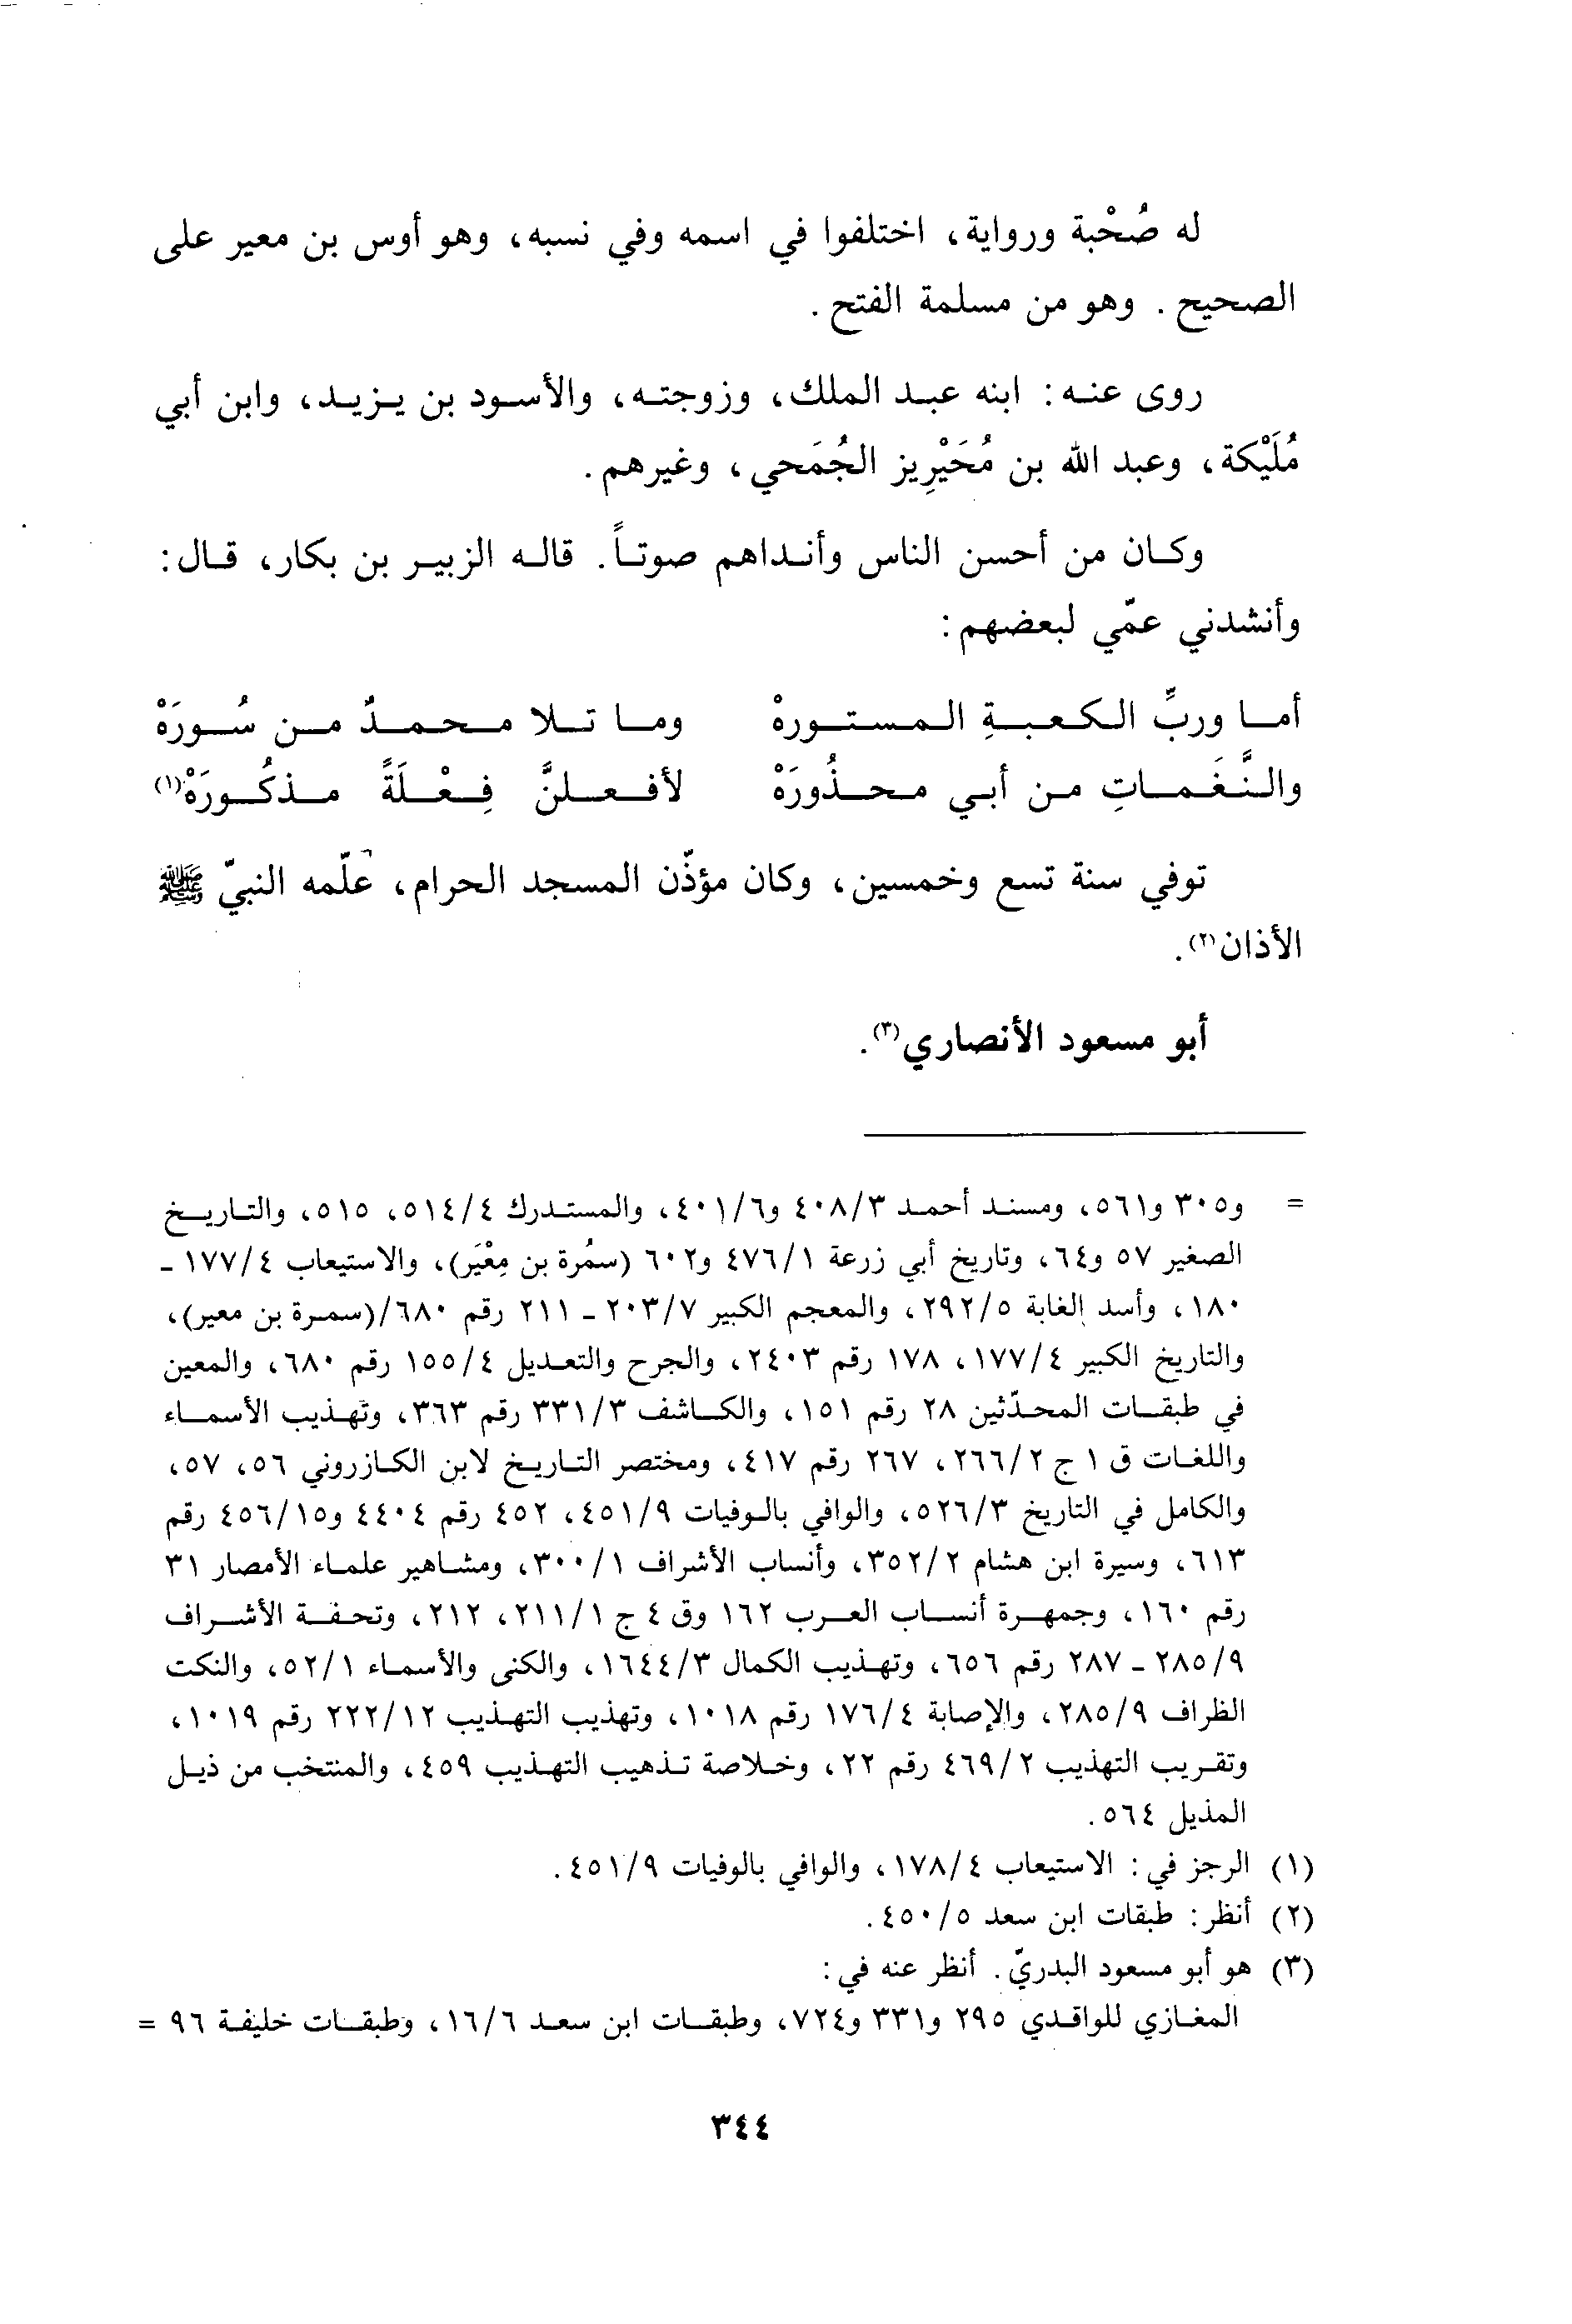 له صُحْبة ورواية، اختلفوا في اسمه وفي نسبه، وهو أوس بن معير على
الصحيح. وهو من مسلمة الفتح.
روى عنه: ابنه عبد الملك، وزوجته، والأسود بن يزيد، وابن أبي
مُلَيْكة، وعبد الله بن مُحَيْرِيز الجُمَحي، وغيرهم.
وكان من أحسن الناس وأنداهم صوتاً. قاله الزبير بن بكار، قال:
وأنشدني عمّي لبعضهم:
أما وربِّ الكعبةِ المستورهْ وما تلا محمدٌ من سُورَهْ
والنَّغَماتِ من أبي محذُورَهْ لأفعلنَّ فِعْلَةً مذكُورَهْ(١)
توفي سنة تسع وخمسين، وكان مؤذّن المسجد الحرام، علّمه النبيّ ﷺ
الأذان(٢).
أبو مسعود الأنصاري(٣).
= و٣٠٥ و٥٦١، ومسند أحمد ٤٠٨/٣ و٤٠١/٦، والمستدرك ٥١٤/٤، ٥١٥، والتاريخ
الصغير ٥٧ و٦٤، وتاريخ أبي زرعة ٤٧٦/١ و٦٠٢ (سمُرة بن مِعْيَر)، والاستيعاب ١٧٧/٤ -
١٨٠، وأسد الغابة ٢٩٢/٥، والمعجم الكبير ٢٠٣/٧ - ٢١١ رقم ٦٨٠/(سمرة بن معير)،
والتاريخ الكبير ١٧٧/٤، ١٧٨ رقم ٢٤٠٣، والجرح والتعديل ١٥٥/٤ رقم ٦٨٠، والمعين
في طبقات المحدّثين ٢٨ رقم ١٥١، والكاشف ٣٣١/٣ رقم ٣٦٣، وتهذيب الأسماء
واللغات ق ١ ج ٢٦٦/٢، ٢٦٧ رقم ٤١٧، ومختصر التاريخ لابن الكازروني ٥٦، ٥٧،
والكامل في التاريخ ٥٢٦/٣، والوافي بالوفيات ٤٥١/٩، ٤٥٢ رقم ٤٤٠٤ و٤٥٦/١٥ رقم
٦١٣، وسيرة ابن هشام ٣٥٢/٢، وأنساب الأشراف ٣٠٠/١، ومشاهير علماء الأمصار ٣١
رقم ١٦٠، وجمهرة أنساب العرب ١٦٢ وق ٤ ج ٢١١/١، ٢١٢، وتحفة الأشراف
٢٨٥/٩ - ٢٨٧ رقم ٦٥٦، وتهذيب الكمال ١٦٤٤/٣، والكنى والأسماء ٥٢/١، والنكت
الظراف ٢٨٥/٩، والإصابة ١٧٦/٤ رقم ١٠١٨، وتهذيب التهذيب ٢٢٢/١٢ رقم ١٠١٩،
وتقريب التهذيب ٤٦٩/٢ رقم ٢٢، وخلاصة تذهيب التهذيب ٤٥٩، والمنتخب من ذيل
المذيل ٥٦٤.
(١) الرجز في: الاستيعاب ١٧٨/٤، والوافي بالوفيات ٤٥١/٩.
(٢) أنظر: طبقات ابن سعد ٤٥٠/٥.
(٣) هو أبو مسعود البدريّ. أنظر عنه في:
المغازي للواقدي ٢٩٥ و٣٣١ و٧٢٤، وطبقات ابن سعد ١٦/٦، وطبقات خليفة ٩٦ =
٣٤٤